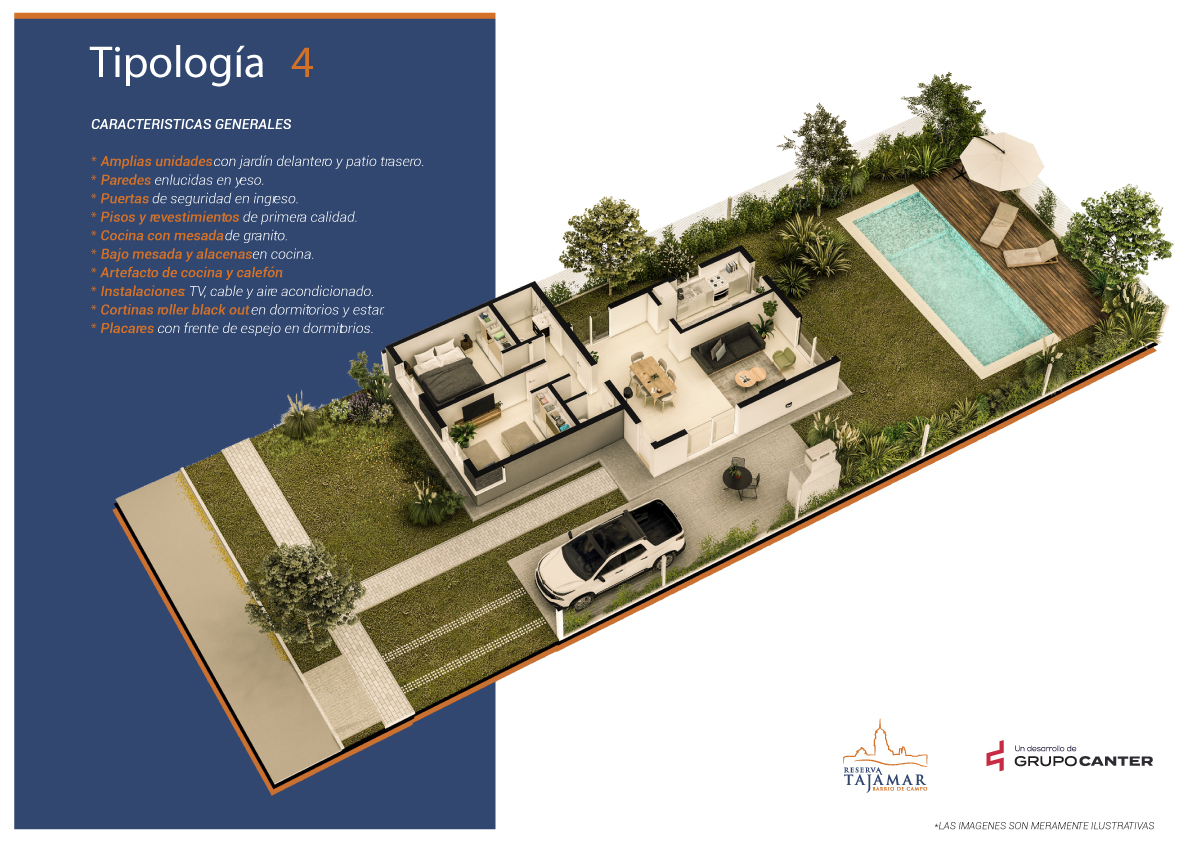 Tipología 4
CARACTERISTICAS GENERALES
* Amplias unidades con jardín delantero y patio trasero.
* Paredes enlucidas en yeso.
* Puertas de seguridad en ingreso.
* Pisos y revestimientos de primera calidad.
* Cocina con mesada de granito.
* Bajo mesada y alacenas en cocina.
* Artefacto de cocina y calefón
* Instalaciones TV, cable y aire acondicionado.
* Cortinas roller black out en dormitorios y estar.
* Placares con frente de espejo en dormitorios.
RESERVA
TAJAMAR
BARRIO DE CAMPO
Un desarrollo de
GRUPO CANTER
*LAS IMAGENES SON MERAMENTE ILUSTRATIVAS